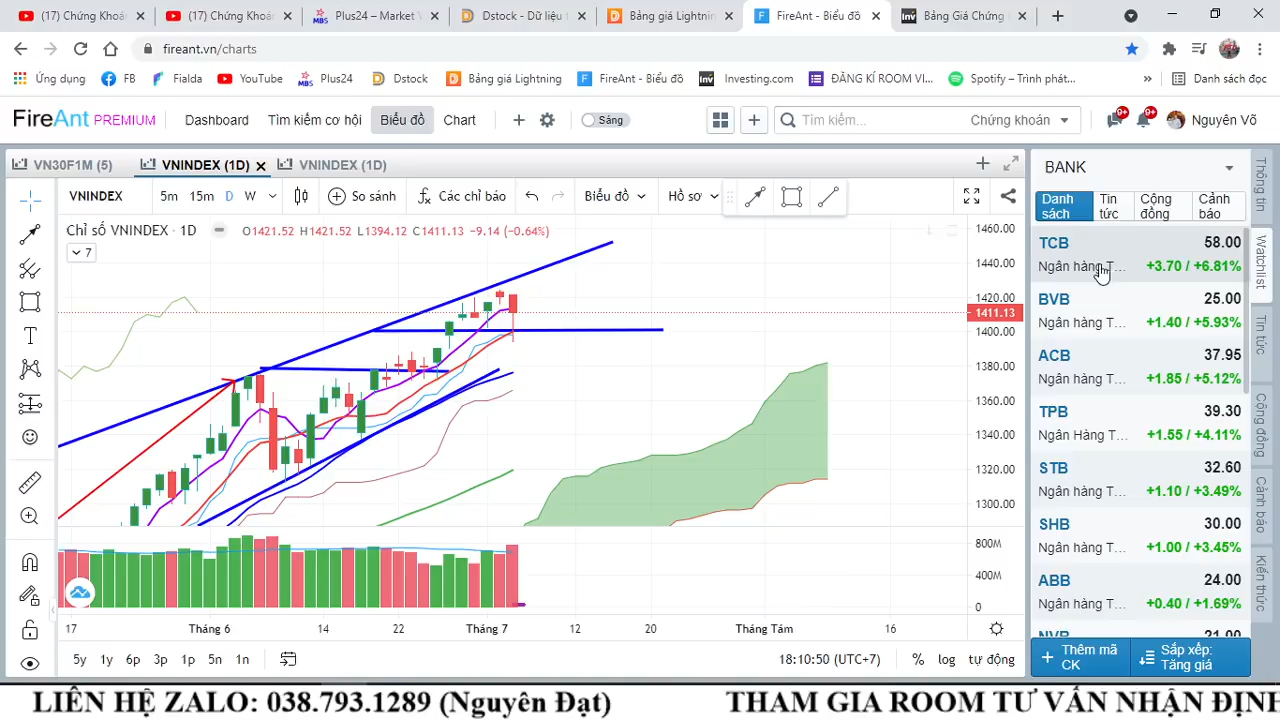 (17) Chứng Khoá
(17) Chứng Khoá
Plus24 – Market
Dstock - Dữ liệu
Bảng giá Lightnin
FireAnt - Biểu đồ
Bảng Giá Chứng
fireant.vn/charts
Ứng dụng FB Fialda YouTube Plus24 Dstock Bảng giá Lightning FireAnt - Biểu đồ Investing.com ĐĂNG KÍ ROOM VI... Spotify – Trình phát... Danh sách đọc
FireAnt PREMIUM Dashboard Tìm kiếm cơ hội Biểu đồ Chart Sáng Tìm kiếm... Chứng khoán 9+ 9+ Nguyên Võ
VN30F1M (5) VNINDEX (1D) VNINDEX (1D)
VNINDEX 5m 15m D W So sánh Các chỉ báo Biểu đồ Hồ sơ
Chỉ số VNINDEX · 1D O1421.52 H1421.52 L1394.12 C1411.13 −9.14 (−0.64%)
7
1460.00
1440.00
1420.00
1411.13
1400.00
1380.00
1360.00
1340.00
1320.00
1300.00
800M
400M
0
17 Tháng 6 14 22 Tháng 7 12 20 Tháng Tám 16
5y 1y 6p 3p 1p 5n 1n 18:10:50 (UTC+7) % log tự động
BANK
Danh sách
Tin tức
Cộng đồng
Cảnh báo
TCB 58.00
Ngân hàng T... +3.70 / +6.81%
BVB 25.00
Ngân hàng T... +1.40 / +5.93%
ACB 37.95
Ngân hàng T... +1.85 / +5.12%
TPB 39.30
Ngân Hàng T... +1.55 / +4.11%
STB 32.60
Ngân hàng T... +1.10 / +3.49%
SHB 30.00
Ngân hàng T... +1.00 / +3.45%
ABB 24.00
Ngân hàng T... +0.40 / +1.69%
NVB 21.00
Thêm mã CK
Sắp xếp: Tăng giá
Thông tin
Watchlist
Tin tức
Cộng đồng
Cảnh báo
Kiến thức
LIÊN HỆ ZALO: 038.793.1289 (Nguyên Đạt) THAM GIA ROOM TƯ VẤN NHẬN ĐỊN